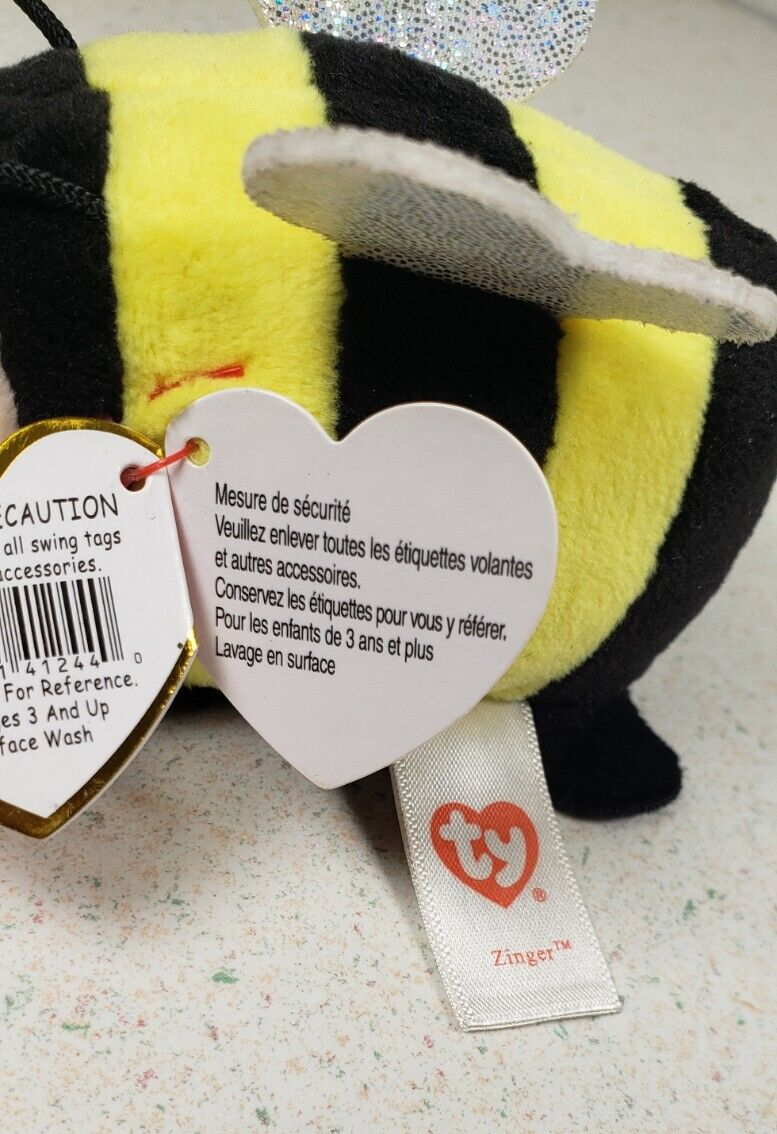 ECAUTION
all swing tags
accessories.
41244 0
For Reference.
es 3 And Up
face Wash
Mesure de sécurité
Veuillez enlever toutes les étiquettes volantes
et autres accessoires.
Conservez les étiquettes pour vous y référer.
Pour les enfants de 3 ans et plus
Lavage en surface
ty®
Zinger™